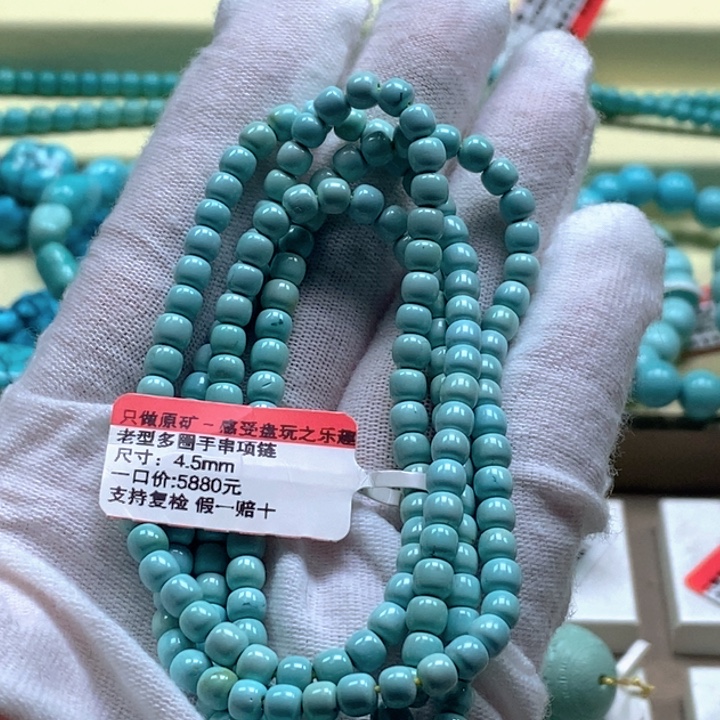 只做原矿~感受盘玩之乐趣
老型多圈手串项链
尺寸：4.5mm
一口价:5880元
支持复检 假一赔十